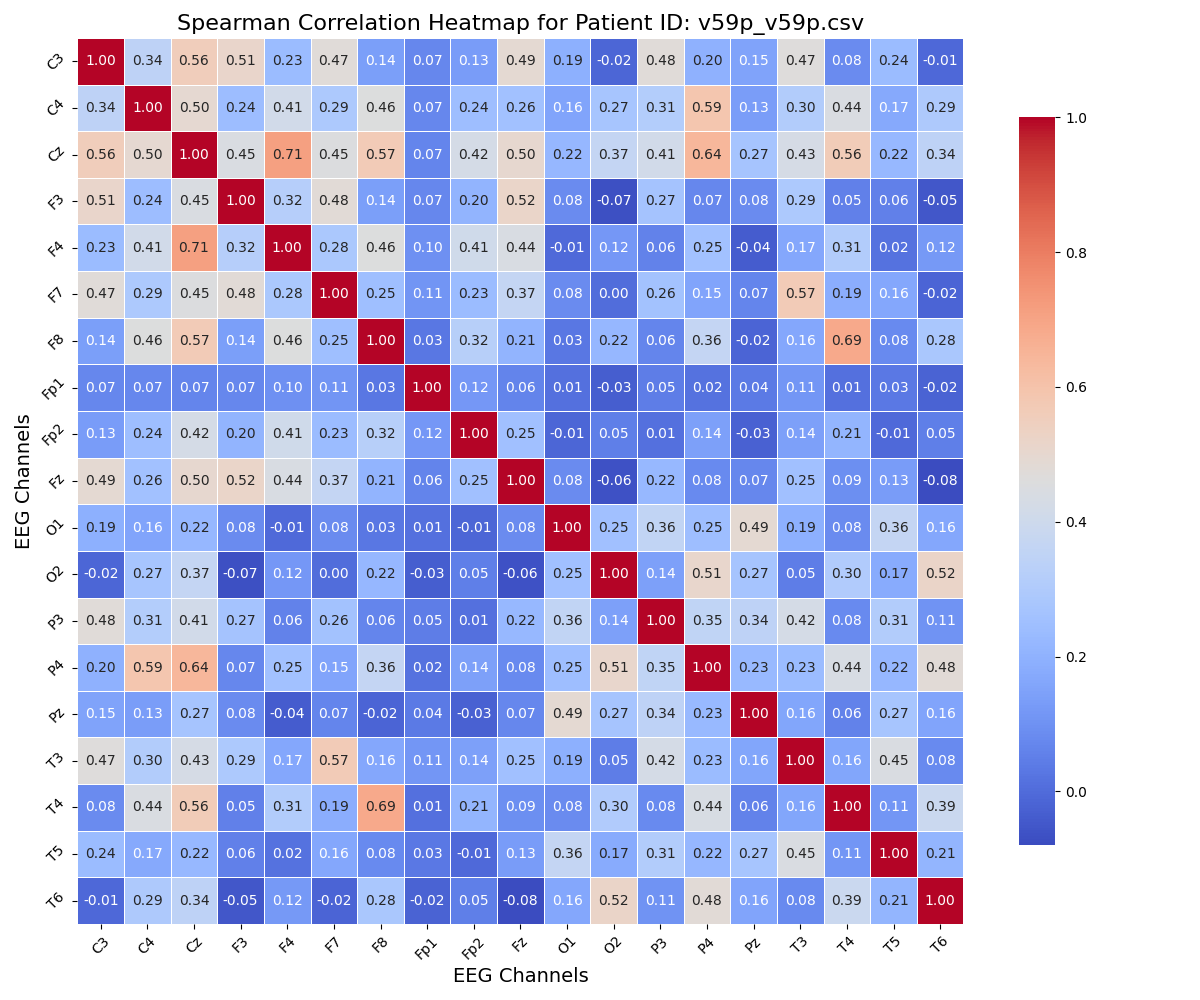 Spearman Correlation Heatmap for Patient ID: v59p_v59p.csv
C3 1.00 0.34 0.56 0.51 0.23 0.47 0.14 0.07 0.13 0.49 0.19 -0.02 0.48 0.20 0.15 0.47 0.08 0.24 -0.01
C4 0.34 1.00 0.50 0.24 0.41 0.29 0.46 0.07 0.24 0.26 0.16 0.27 0.31 0.59 0.13 0.30 0.44 0.17 0.29
Cz 0.56 0.50 1.00 0.45 0.71 0.45 0.57 0.07 0.42 0.50 0.22 0.37 0.41 0.64 0.27 0.43 0.56 0.22 0.34
F3 0.51 0.24 0.45 1.00 0.32 0.48 0.14 0.07 0.20 0.52 0.08 -0.07 0.27 0.07 0.08 0.29 0.05 0.06 -0.05
F4 0.23 0.41 0.71 0.32 1.00 0.28 0.46 0.10 0.41 0.44 -0.01 0.12 0.06 0.25 -0.04 0.17 0.31 0.02 0.12
F7 0.47 0.29 0.45 0.48 0.28 1.00 0.25 0.11 0.23 0.37 0.08 0.00 0.26 0.15 0.07 0.57 0.19 0.16 -0.02
F8 0.14 0.46 0.57 0.14 0.46 0.25 1.00 0.03 0.32 0.21 0.03 0.22 0.06 0.36 -0.02 0.16 0.69 0.08 0.28
Fp1 0.07 0.07 0.07 0.07 0.10 0.11 0.03 1.00 0.12 0.06 0.01 -0.03 0.05 0.02 0.04 0.11 0.01 0.03 -0.02
Fp2 0.13 0.24 0.42 0.20 0.41 0.23 0.32 0.12 1.00 0.25 -0.01 0.05 0.01 0.14 -0.03 0.14 0.21 -0.01 0.05
Fz 0.49 0.26 0.50 0.52 0.44 0.37 0.21 0.06 0.25 1.00 0.08 -0.06 0.22 0.08 0.07 0.25 0.09 0.13 -0.08
O1 0.19 0.16 0.22 0.08 -0.01 0.08 0.03 0.01 -0.01 0.08 1.00 0.25 0.36 0.25 0.49 0.19 0.08 0.36 0.16
O2 -0.02 0.27 0.37 -0.07 0.12 0.00 0.22 -0.03 0.05 -0.06 0.25 1.00 0.14 0.51 0.27 0.05 0.30 0.17 0.52
P3 0.48 0.31 0.41 0.27 0.06 0.26 0.06 0.05 0.01 0.22 0.36 0.14 1.00 0.35 0.34 0.42 0.08 0.31 0.11
P4 0.20 0.59 0.64 0.07 0.25 0.15 0.36 0.02 0.14 0.08 0.25 0.51 0.35 1.00 0.23 0.23 0.44 0.22 0.48
Pz 0.15 0.13 0.27 0.08 -0.04 0.07 -0.02 0.04 -0.03 0.07 0.49 0.27 0.34 0.23 1.00 0.16 0.06 0.27 0.16
T3 0.47 0.30 0.43 0.29 0.17 0.57 0.16 0.11 0.14 0.25 0.19 0.05 0.42 0.23 0.16 1.00 0.16 0.45 0.08
T4 0.08 0.44 0.56 0.05 0.31 0.19 0.69 0.01 0.21 0.09 0.08 0.30 0.08 0.44 0.06 0.16 1.00 0.11 0.39
T5 0.24 0.17 0.22 0.06 0.02 0.16 0.08 0.03 -0.01 0.13 0.36 0.17 0.31 0.22 0.27 0.45 0.11 1.00 0.21
T6 -0.01 0.29 0.34 -0.05 0.12 -0.02 0.28 -0.02 0.05 -0.08 0.16 0.52 0.11 0.48 0.16 0.08 0.39 0.21 1.00
C3 C4 Cz F3 F4 F7 F8 Fp1 Fp2 Fz O1 O2 P3 P4 Pz T3 T4 T5 T6
EEG Channels
EEG Channels
1.0
0.8
0.6
0.4
0.2
0.0